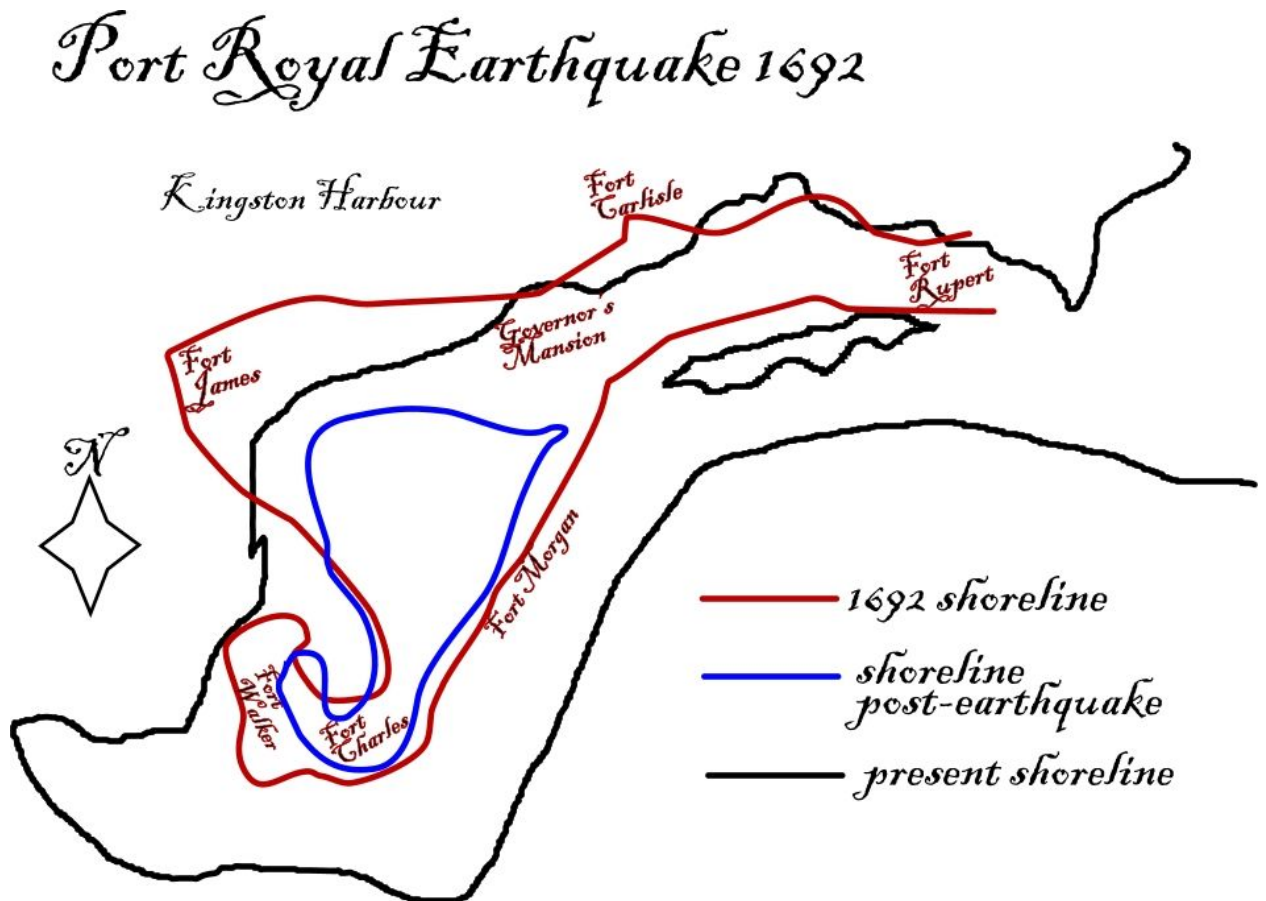 Port Royal Earthquake 1692
Kingston Harbour
Fort
Carlisle
Fort
Rupert
Governor's
Mansion
Fort
James
N
Fort Morgan
Fort
Walker
Fort
Charles
1692 shoreline
shoreline
post-earthquake
present shoreline